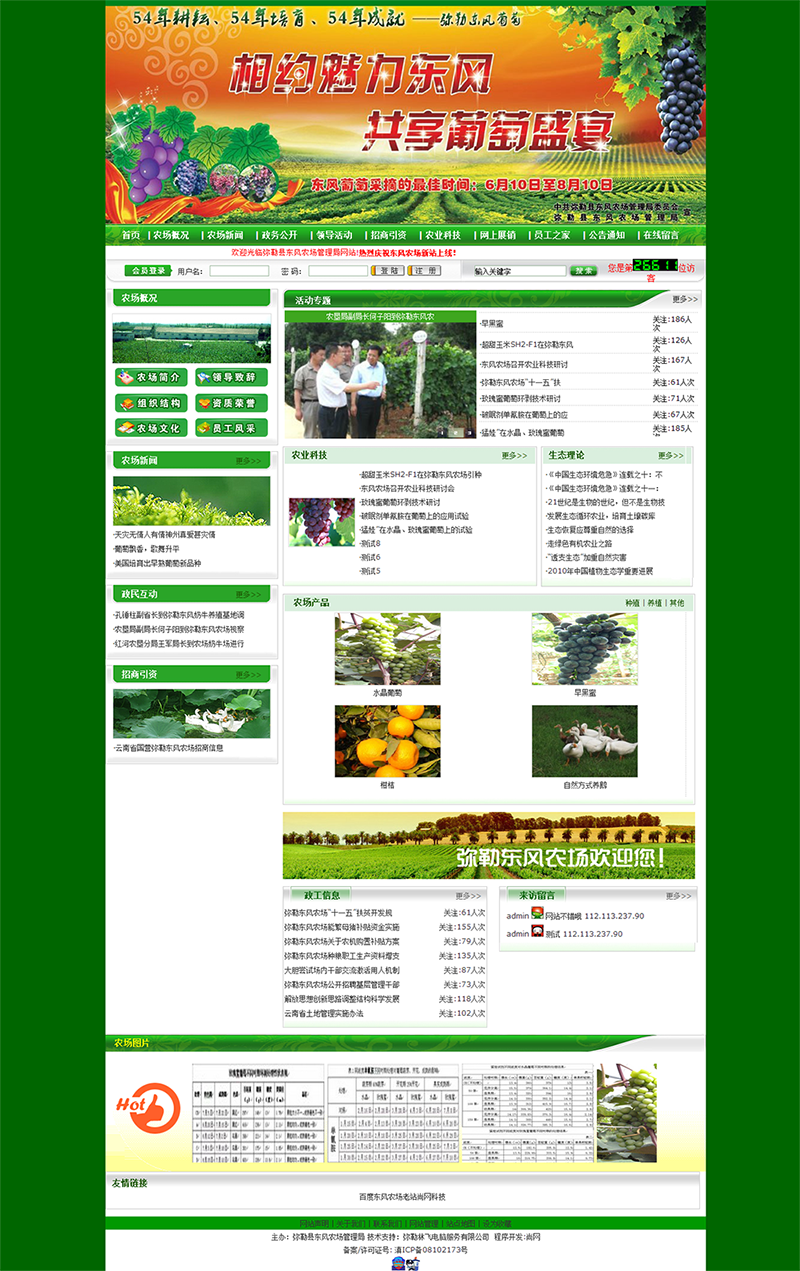 54年耕耘、54年培育、54年成就 ——弥勒东风葡萄
相约魅力东风
共享葡萄盛宴
东风葡萄采摘的最佳时间：6月10日至8月10日
中共弥勒县东风农场管理局委员会
弥勒县东风农场管理局
宣
首页 | 农场概况 | 农场新闻 | 政务公开 | 领导活动 | 招商引资 | 农业科技 | 网上展销 | 员工之家 | 公告通知 | 在线留言
欢迎光临弥勒县东风农场管理局网站!热烈庆祝东风农场新站上线!
会员登录 用户名: 密 码: 登 陆 注 册 输入关键字 搜 索 您是第26611位访客
农场概况
农场简介 领导致辞
组织结构 资质荣誉
农场文化 员工风采
农场新闻 更多>>
·天灾无情人有情神州真爱甚灾情
·葡萄飘香，歌舞升平
·美国培育出早熟葡萄新品种
政民互动 更多>>
·孔垂柱副省长到弥勒东风奶牛养殖基地调
·农垦局副局长何子阳到弥勒东风农场视察
·红河农垦分局王军局长到农场奶牛场进行
招商引资 更多>>
·云南省国营弥勒东风农场招商信息
活动专题 更多>>
农垦局副局长何子阳到弥勒东风农
·早黑蜜 关注:186人次
·超甜玉米SH2-F1在弥勒东风 关注:126人次
·东风农场召开农业科技研讨 关注:167人次
·弥勒东风农场"十一五"扶 关注:61人次
·玫瑰蜜葡萄环剥技术研讨 关注:71人次
·破眠剂单氰胺在葡萄上的应 关注:67人次
·猛烃"在水晶、玫瑰蜜葡萄 关注:185人次
农业科技 更多>>
·超甜玉米SH2-F1在弥勒东风农场引种
·东风农场召开农业科技研讨会
·玫瑰蜜葡萄环剥技术研讨
·破眠剂单氰胺在葡萄上的应用试验
·猛烃"在水晶、玫瑰蜜葡萄上的试验
·测试8
·测试6
·测试5
生态理论 更多>>
·《中国生态环境危急》连载之十：不
·《中国生态环境危急》连载之十一：
·21世纪是生物的世纪，但不是生物技
·发展生态循环农业，培育土壤碳库
·生态恢复应尊重自然的选择
·走绿色有机农业之路
·"透支生态"加重自然灾害
·2010年中国植物生态学重要进展
农场产品 种植 | 养植 | 其他
水晶葡萄 早黑蜜
柑桔 自然方式养鹅
弥勒东风农场欢迎您!
政工信息 更多>>
弥勒东风农场"十一五"扶贫开发规 关注:61人次
弥勒东风农场能繁母猪补贴资金实施 关注:155人次
弥勒东风农场关于农机购置补贴方案 关注:79人次
弥勒东风农场种粮职工生产资料增支 关注:135人次
大胆尝试场内干部交流激活用人机制 关注:87人次
弥勒东风农场公开招聘基层管理干部 关注:73人次
解放思想创新思路调整结构科学发展 关注:118人次
云南省土地管理实施办法 关注:102人次
来访留言 更多>>
admin 网站不错哦 112.113.237.90
admin 测试 112.113.237.90
农场图片
Hot
友情链接
百度东风农场老站尚网科技
网站声明 | 关于我们 | 联系我们 | 网站管理 | 站点地图 | 设为收藏
主办：弥勒县东风农场管理局 技术支持：弥勒林飞电脑服务有限公司 程序开发:尚网
备案/许可证号: 滇ICP备08102173号